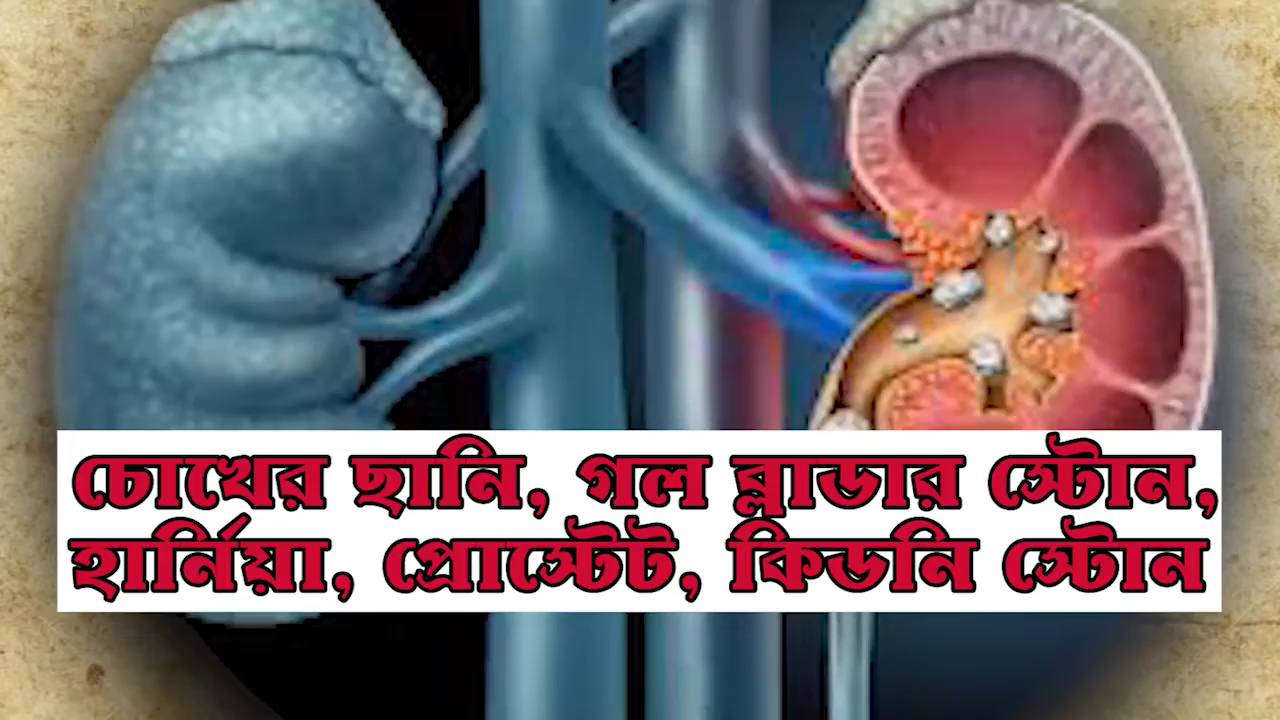 চোখের ছানি, গল ব্লাডার স্টোন,
হার্নিয়া, প্রোস্টেট, কিডনি স্টোন